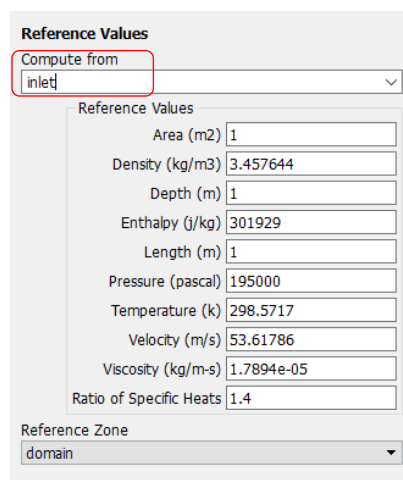 Reference Values
Compute from
inlet
Reference Values
Area (m2) 1
Density (kg/m3) 3.457644
Depth (m) 1
Enthalpy (j/kg) 301929
Length (m) 1
Pressure (pascal) 195000
Temperature (k) 298.5717
Velocity (m/s) 53.61786
Viscosity (kg/m-s) 1.7894e-05
Ratio of Specific Heats 1.4
Reference Zone
domain